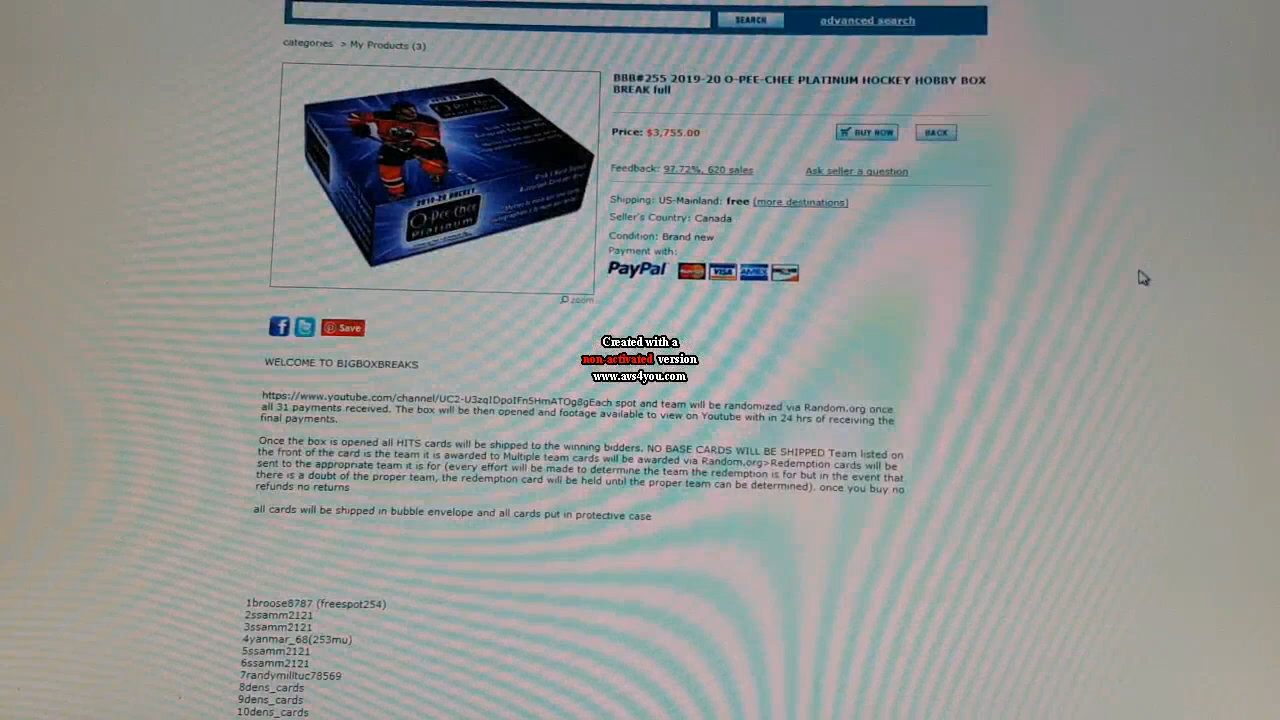 SEARCH
advanced search
categories > My Products (3)
BBB#255 2019-20 O-PEE-CHEE PLATINUM HOCKEY HOBBY BOX
BREAK full
Price: $3,755.00
BUY NOW
BACK
Feedback: 97.72%, 620 sales
Ask seller a question
Shipping: US-Mainland: free (more destinations)
Seller's Country: Canada
Condition: Brand new
Payment with:
PayPal
VISA
AMEX
2019-20 HOCKEY
O-Pee-Chee
PLATINUM
zoom
Save
Created with a
non-activated version
www.avs4you.com
WELCOME TO BIGBOXBREAKS
https://www.youtube.com/channel/UC2-U3zqIDpoIFn5HmATOg8gEach spot and team will be randomized via Random.org once
all 31 payments received. The box will be then opened and footage available to view on Youtube with in 24 hrs of receiving the
final payments.
Once the box is opened all HITS cards will be shipped to the winning bidders. NO BASE CARDS WILL BE SHIPPED Team listed on
the front of the card is the team it is awarded to Multiple team cards will be awarded via Random.org>Redemption cards will be
sent to the appropriate team it is for (every effort will be made to determine the team the redemption is for but in the event that
there is a doubt of the proper team, the redemption card will be held until the proper team can be determined). once you buy no
refunds no returns
all cards will be shipped in bubble envelope and all cards put in protective case
1broose8787 (freespot254)
2ssamm2121
3ssamm2121
4yanmar_68(253mu)
5ssamm2121
6ssamm2121
7randymilltuc78569
8dens_cards
9dens_cards
10dens_cards